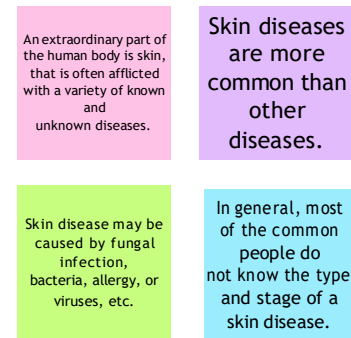 An extraordinary part of
the human body is skin,
that is often afflicted
with a variety of known
and
unknown diseases.
Skin diseases
are more
common than
other
diseases.
Skin disease may be
caused by fungal
infection,
bacteria, allergy, or
viruses, etc.
In general, most
of the common
people do
not know the type
and stage of a
skin disease.